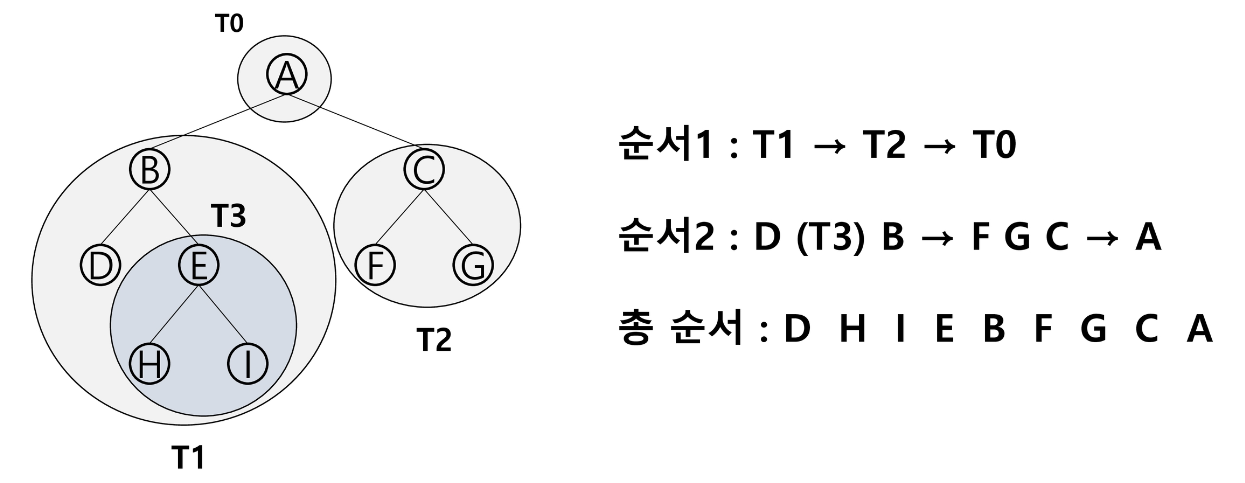 T0
A
B
C
T3
D
E
F
G
H
I
T2
T1
순서1 : T1 → T2 → T0
순서2 : D (T3) B → F G C → A
총 순서 : D H I E B F G C A